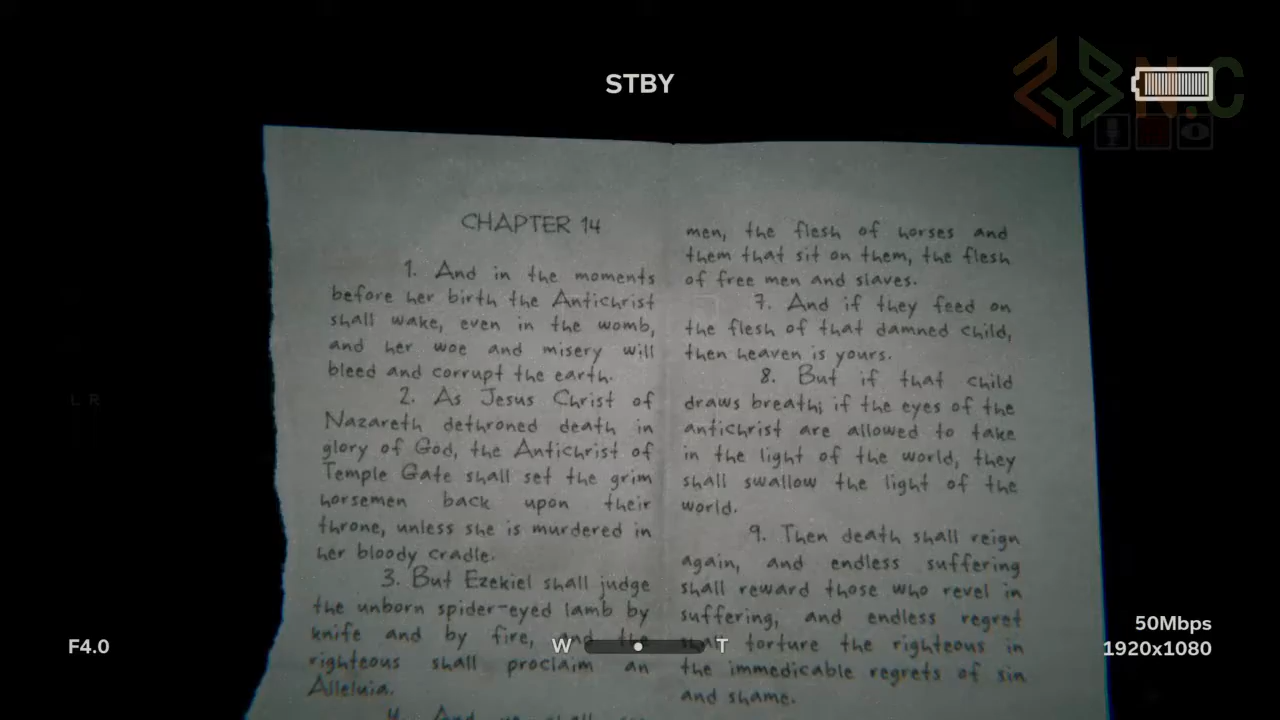 STBY
N.C
CHAPTER 14
1. And in the moments
before her birth the Antichrist
shall wake, even in the womb,
and her woe and misery will
bleed and corrupt the earth.
2. As Jesus Christ of
Nazareth dethroned death in
glory of God, the Antichrist of
Temple Gate shall set the grim
horsemen back upon their
throne, unless she is murdered in
her bloody cradle.
3. But Ezekiel shall judge
the unborn spider-eyed lamb by
knife and by fire, and the
righteous shall proclaim an
Alleluia.
4. And ye shall
men, the flesh of horses and
them that sit on them, the flesh
of free men and slaves.
7. And if they feed on
the flesh of that damned child,
then heaven is yours.
8. But if that child
draws breath; if the eyes of the
antichrist are allowed to take
in the light of the world, they
shall swallow the light of the
world.
9. Then death shall reign
again, and endless suffering
shall reward those who revel in
suffering, and endless regret
shall torture the righteous in
the immedicable regrets of sin
and shame.
L R
F4.0
W T
50Mbps
1920x1080